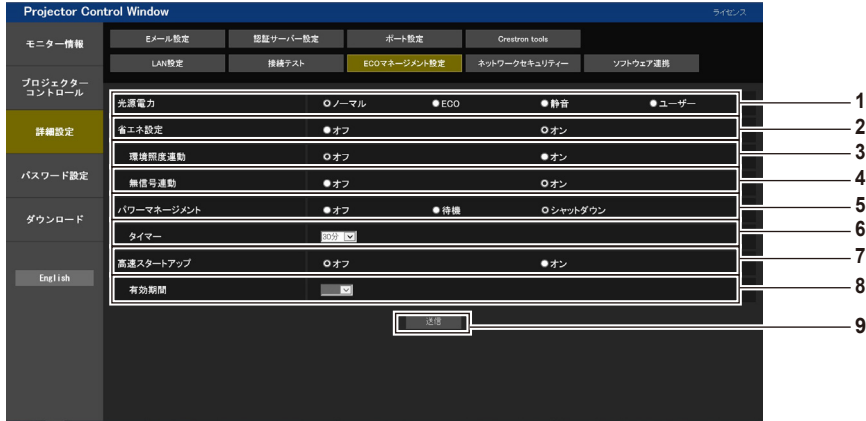 Projector Control Window ライセンス
モニター情報
Eメール設定 認証サーバー設定 ポート設定 Crestron tools
LAN設定 接続テスト ECOマネージメント設定 ネットワークセキュリティー ソフトウェア連携
プロジェクター
コントロール
光源電力 ノーマル ECO 静音 ユーザー 1
詳細設定
省エネ設定 オフ オン 2
環境照度連動 オフ オン 3
パスワード設定
無信号連動 オフ オン 4
パワーマネージメント オフ 待機 シャットダウン 5
ダウンロード
タイマー 30分 6
高速スタートアップ オフ オン 7
English
有効期間 8
送信 9